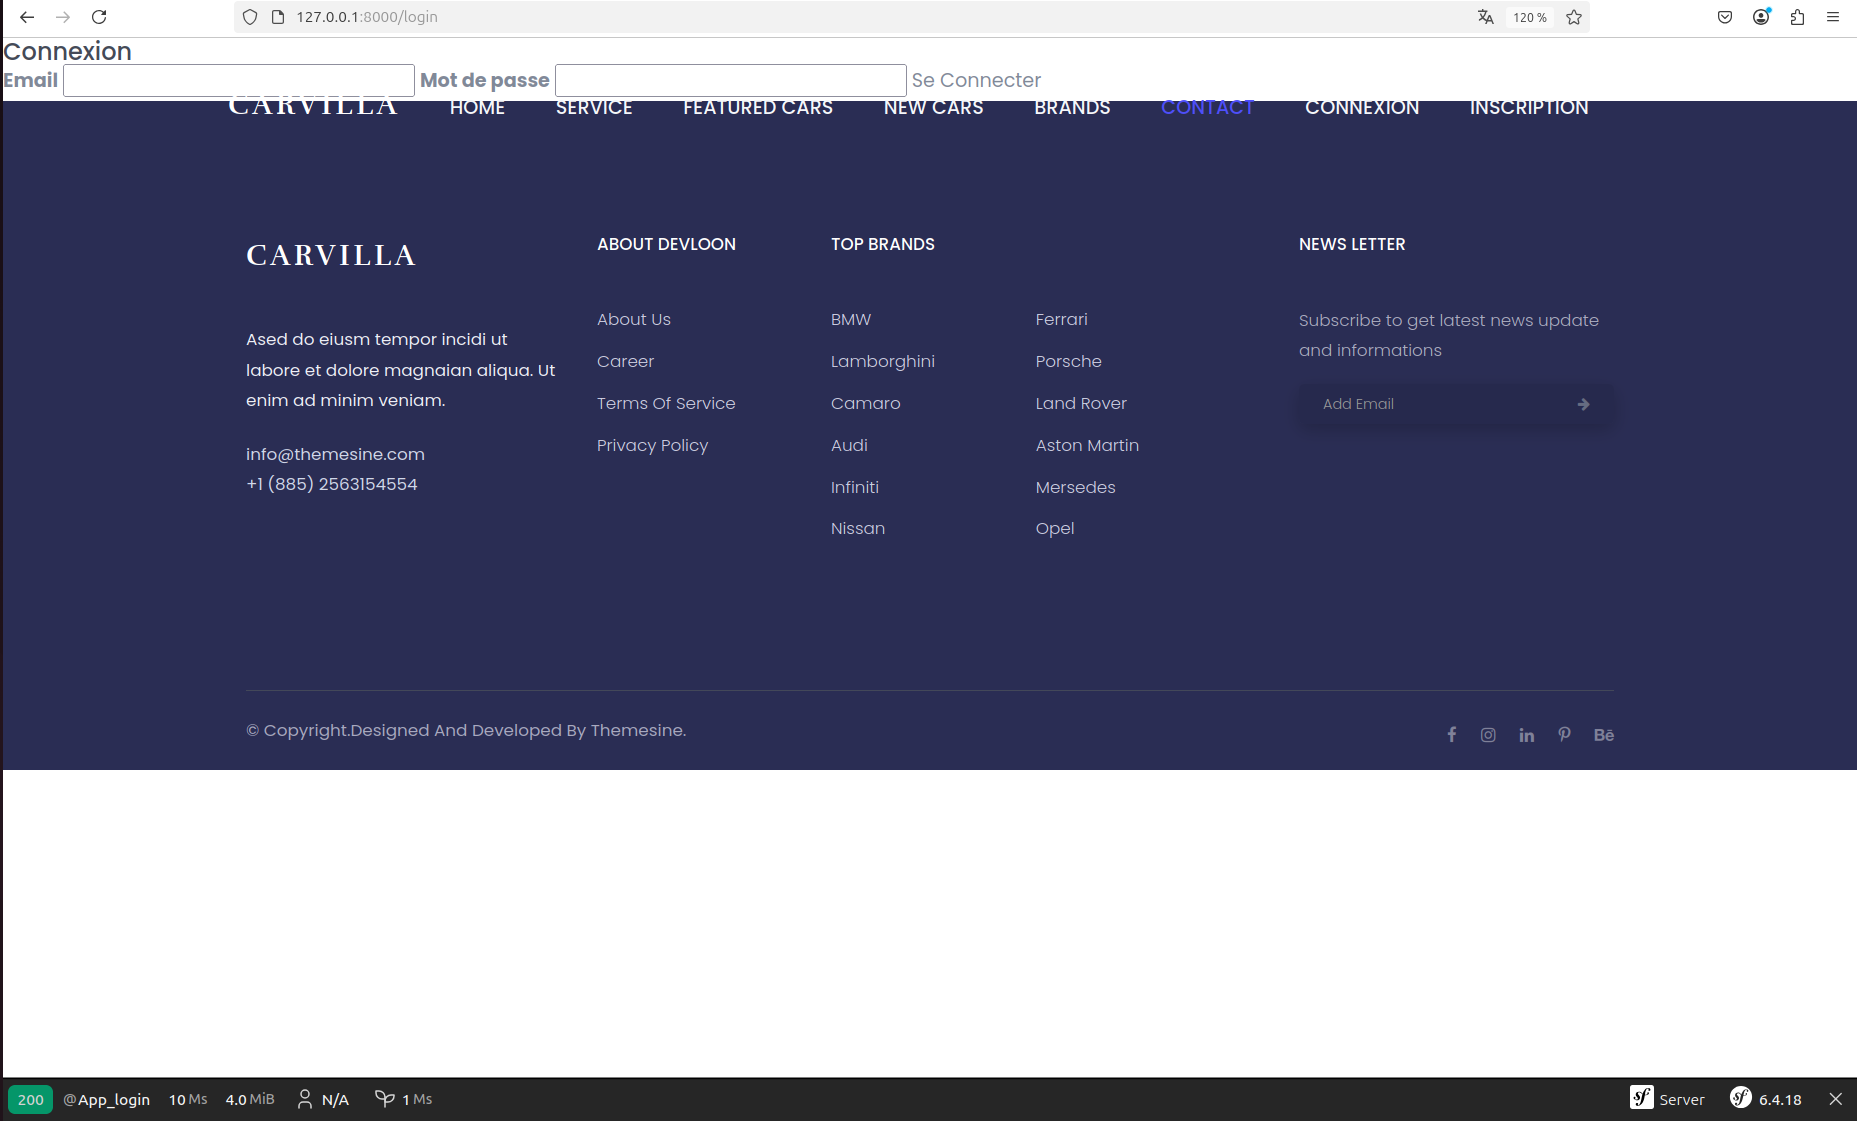 127.0.0.1:8000/login
120 %
Connexion
Email Mot de passe Se Connecter
CARVILLA HOME SERVICE FEATURED CARS NEW CARS BRANDS CONTACT CONNEXION INSCRIPTION
CARVILLA
Ased do eiusm tempor incidi ut
labore et dolore magnaian aliqua. Ut
enim ad minim veniam.
info@themesine.com
+1 (885) 2563154554
ABOUT DEVLOON
About Us
Career
Terms Of Service
Privacy Policy
TOP BRANDS
BMW
Lamborghini
Camaro
Audi
Infiniti
Nissan
Ferrari
Porsche
Land Rover
Aston Martin
Mersedes
Opel
NEWS LETTER
Subscribe to get latest news update
and informations
Add Email
© Copyright.Designed And Developed By Themesine.
200 @App_login 10 Ms 4.0 MiB N/A 1 Ms Server 6.4.18